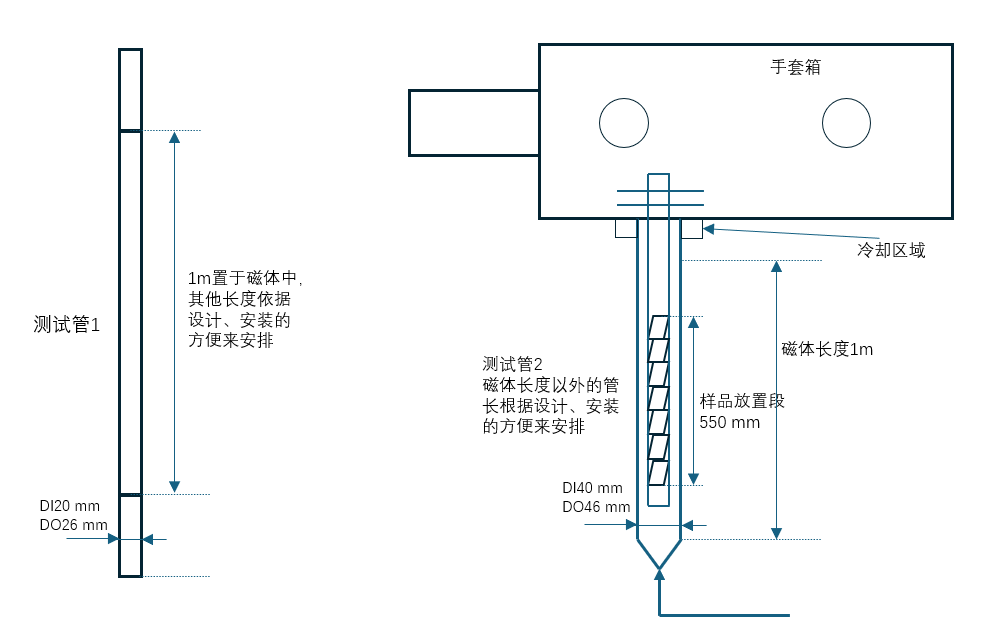 测试管1
1m置于磁体中,
其他长度依据
设计、安装的
方便来安排
DI20 mm
DO26 mm
手套箱
冷却区域
磁体长度1m
测试管2
磁体长度以外的管
长根据设计、安装
的方便来安排
样品放置段
550 mm
DI40 mm
DO46 mm